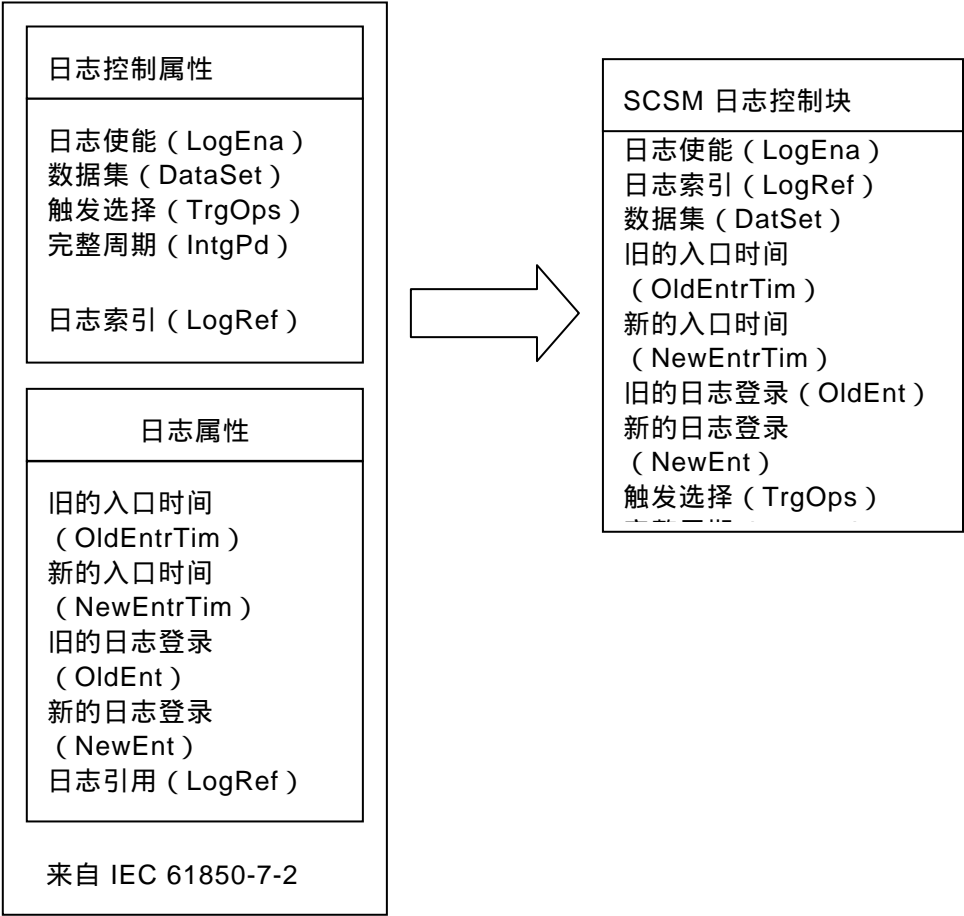 日志控制属性
日志使能（LogEna）
数据集（DataSet）
触发选择（TrgOps）
完整周期（IntgPd）
日志索引（LogRef）
日志属性
旧的入口时间
（OldEntrTim）
新的入口时间
（NewEntrTim）
旧的日志登录
（OldEnt）
新的日志登录
（NewEnt）
日志引用（LogRef）
来自 IEC 61850-7-2
SCSM 日志控制块
日志使能（LogEna）
日志索引（LogRef）
数据集（DatSet）
旧的入口时间
（OldEntrTim）
新的入口时间
（NewEntrTim）
旧的日志登录（OldEnt）
新的日志登录
（NewEnt）
触发选择（TrgOps）